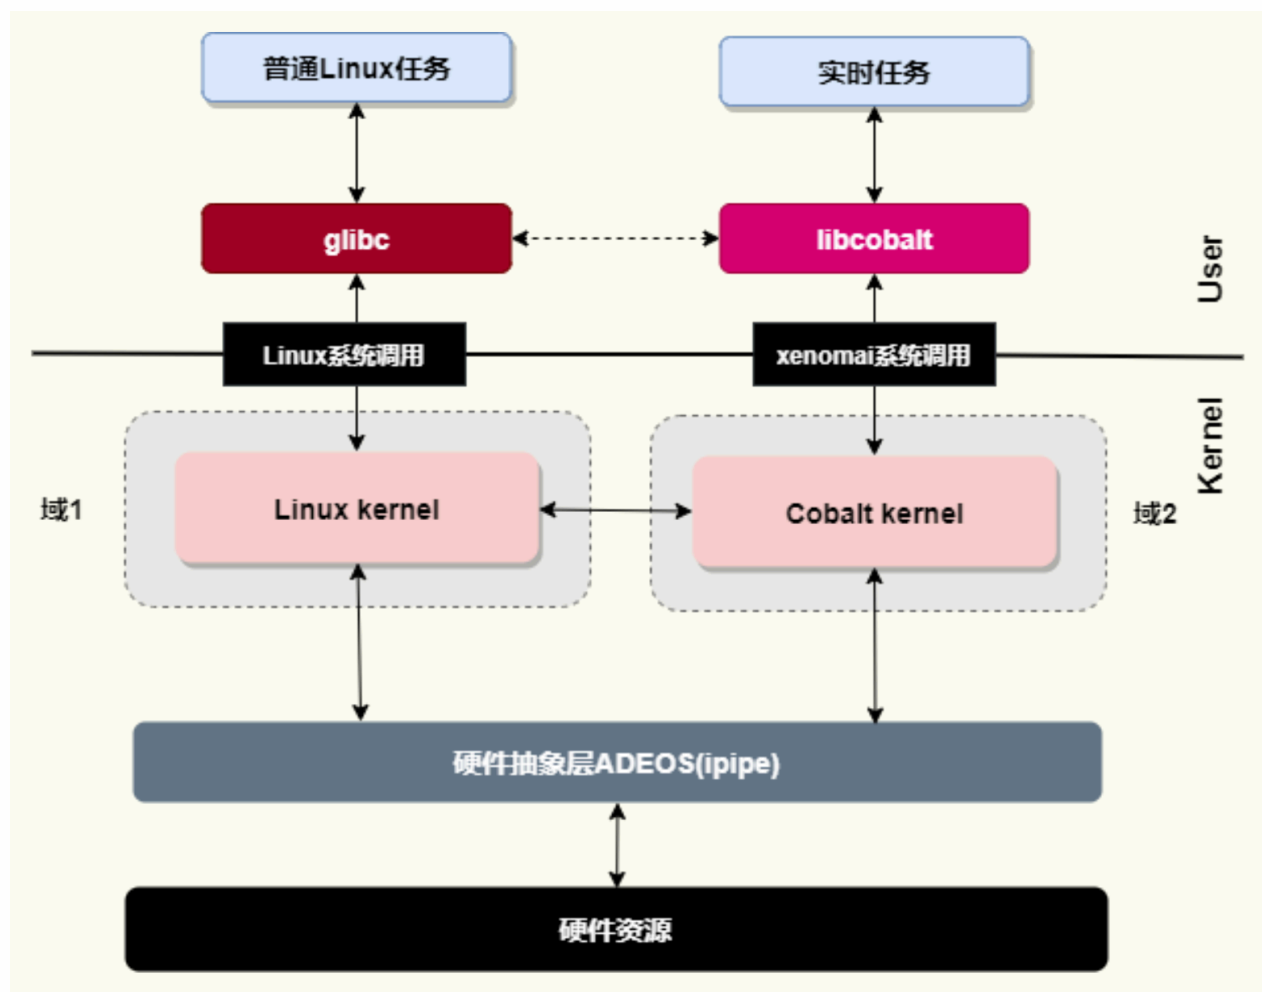 普通Linux任务
实时任务
glibc
libcobalt
User
Linux系统调用
xenomai系统调用
Kernel
域1
Linux kernel
Cobalt kernel
域2
硬件抽象层ADEOS(ipipe)
硬件资源